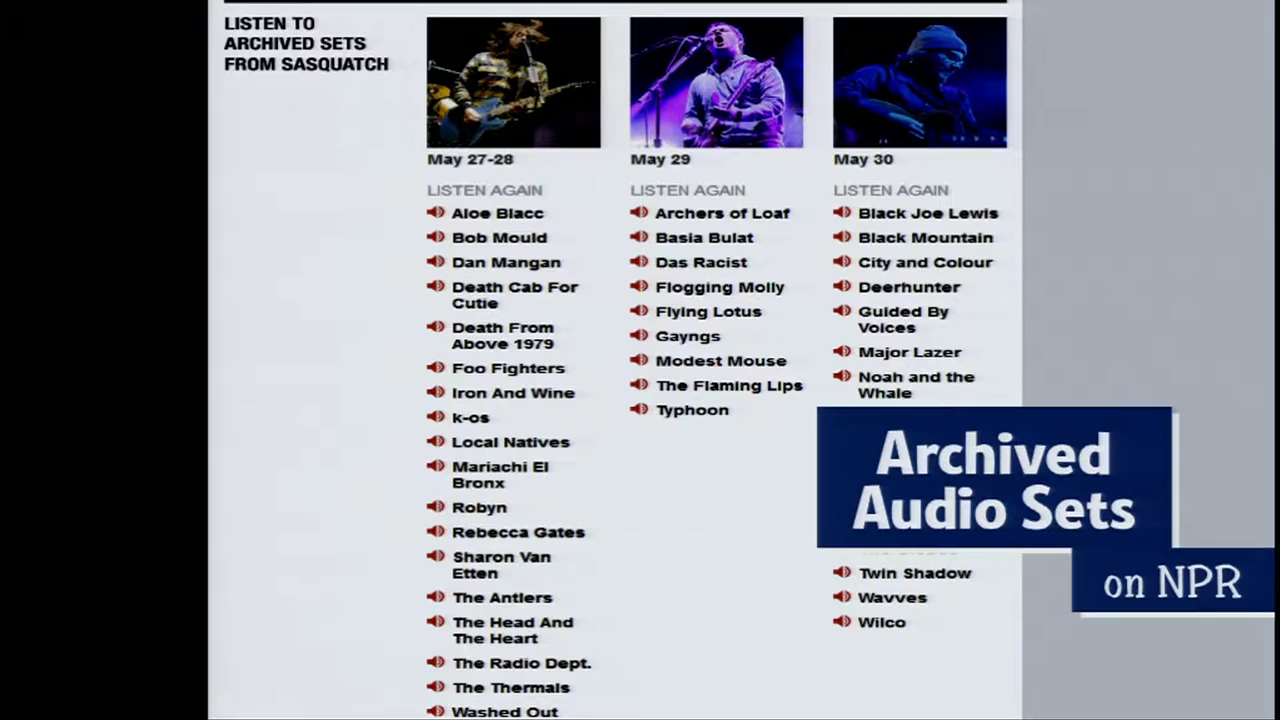 LISTEN TO
ARCHIVED SETS
FROM SASQUATCH
May 27-28
LISTEN AGAIN
Aloe Blacc
Bob Mould
Dan Mangan
Death Cab For
Cutie
Death From
Above 1979
Foo Fighters
Iron And Wine
k-os
Local Natives
Mariachi El
Bronx
Robyn
Rebecca Gates
Sharon Van
Etten
The Antlers
The Head And
The Heart
The Radio Dept.
The Thermals
Washed Out
May 29
LISTEN AGAIN
Archers of Loaf
Basia Bulat
Das Racist
Flogging Molly
Flying Lotus
Gayngs
Modest Mouse
The Flaming Lips
Typhoon
May 30
LISTEN AGAIN
Black Joe Lewis
Black Mountain
City and Colour
Deerhunter
Guided By
Voices
Major Lazer
Noah and the
Whale
Twin Shadow
Wavves
Wilco
Archived
Audio Sets
on NPR